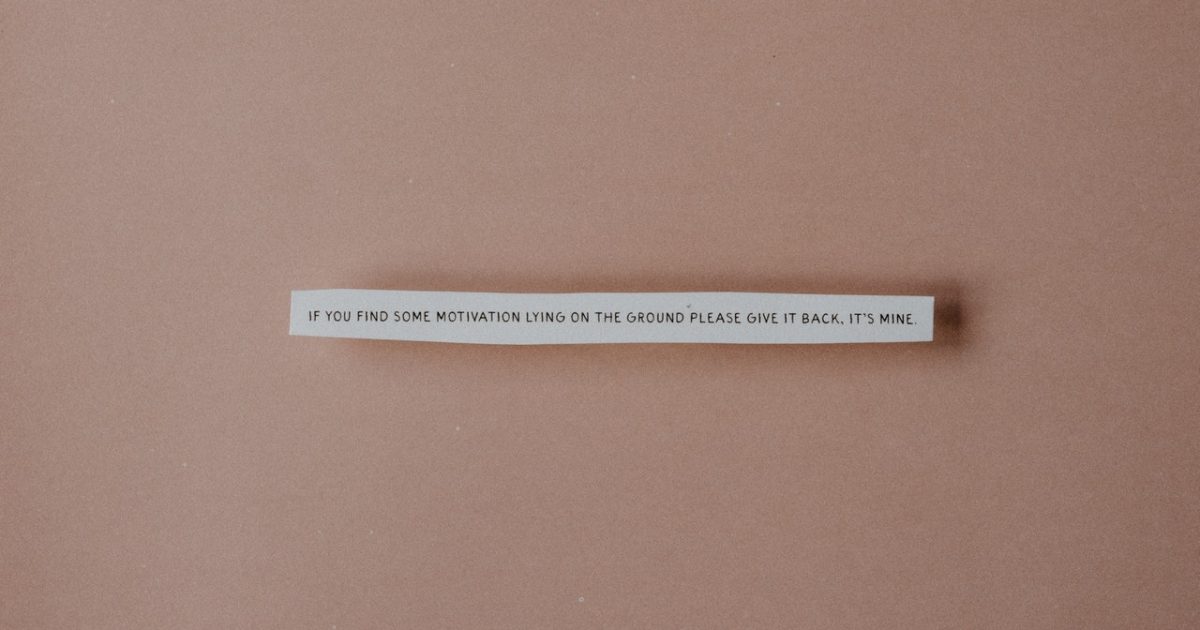 IF YOU FIND SOME MOTIVATION LYING ON THE GROUND PLEASE GIVE IT BACK, IT'S MINE.